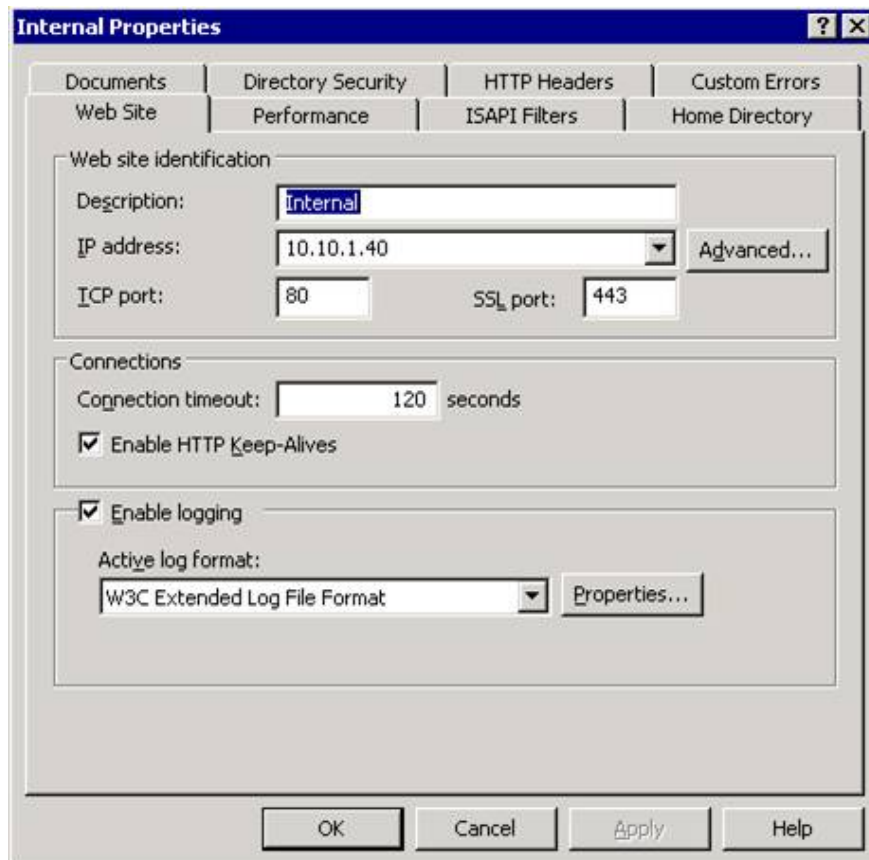 Internal Properties
Documents Directory Security HTTP Headers Custom Errors
Web Site Performance ISAPI Filters Home Directory
Web site identification
Description: Internal
IP address: 10.10.1.40 Advanced...
TCP port: 80 SSL port: 443
Connections
Connection timeout: 120 seconds
Enable HTTP Keep-Alives
Enable logging
Active log format:
W3C Extended Log File Format Properties...
OK Cancel Apply Help